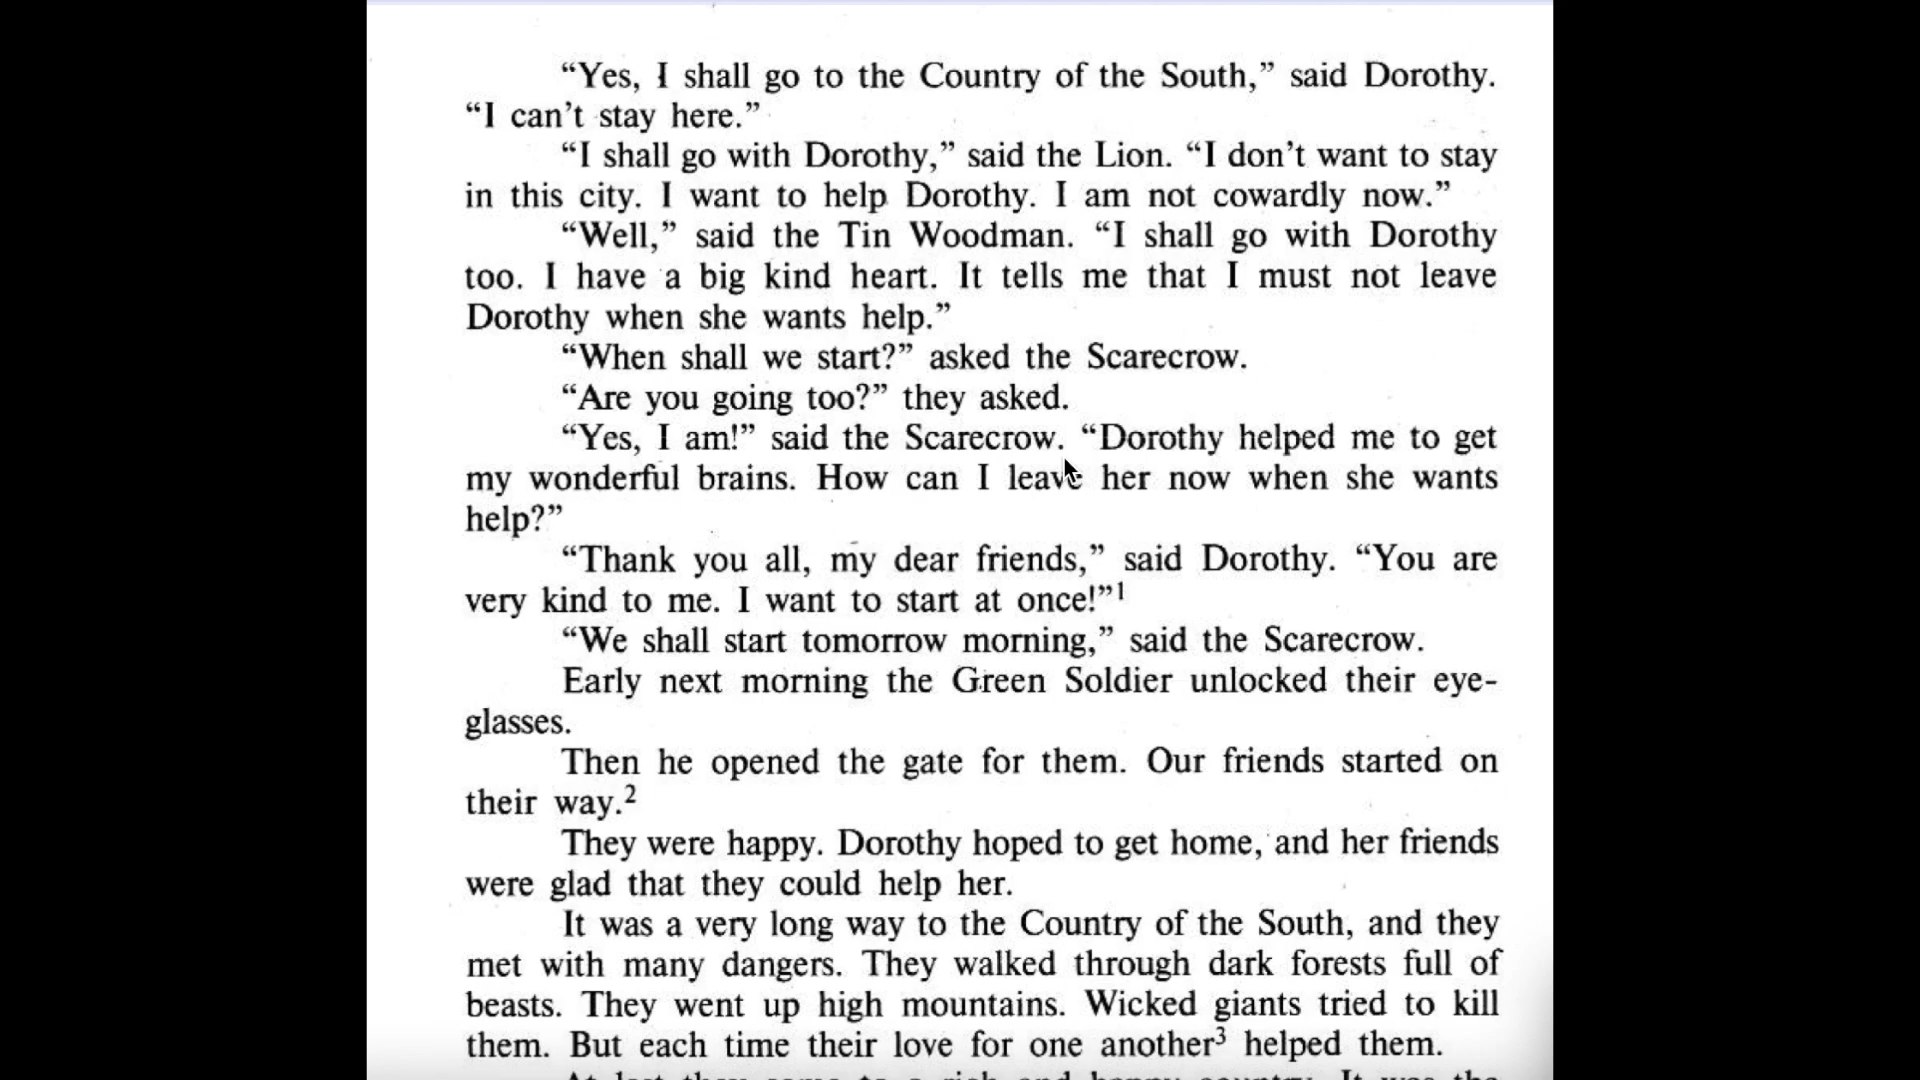 “Yes, I shall go to the Country of the South,” said Dorothy.
“I can’t stay here.”
“I shall go with Dorothy,” said the Lion. “I don’t want to stay
in this city. I want to help Dorothy. I am not cowardly now.”
“Well,” said the Tin Woodman. “I shall go with Dorothy
too. I have a big kind heart. It tells me that I must not leave
Dorothy when she wants help.”
“When shall we start?” asked the Scarecrow.
“Are you going too?” they asked.
“Yes, I am!” said the Scarecrow. “Dorothy helped me to get
my wonderful brains. How can I leave her now when she wants
help?”
“Thank you all, my dear friends,” said Dorothy. “You are
very kind to me. I want to start at once!”1
“We shall start tomorrow morning,” said the Scarecrow.
Early next morning the Green Soldier unlocked their eye-
glasses.
Then he opened the gate for them. Our friends started on
their way.2
They were happy. Dorothy hoped to get home, and her friends
were glad that they could help her.
It was a very long way to the Country of the South, and they
met with many dangers. They walked through dark forests full of
beasts. They went up high mountains. Wicked giants tried to kill
them. But each time their love for one another3 helped them.